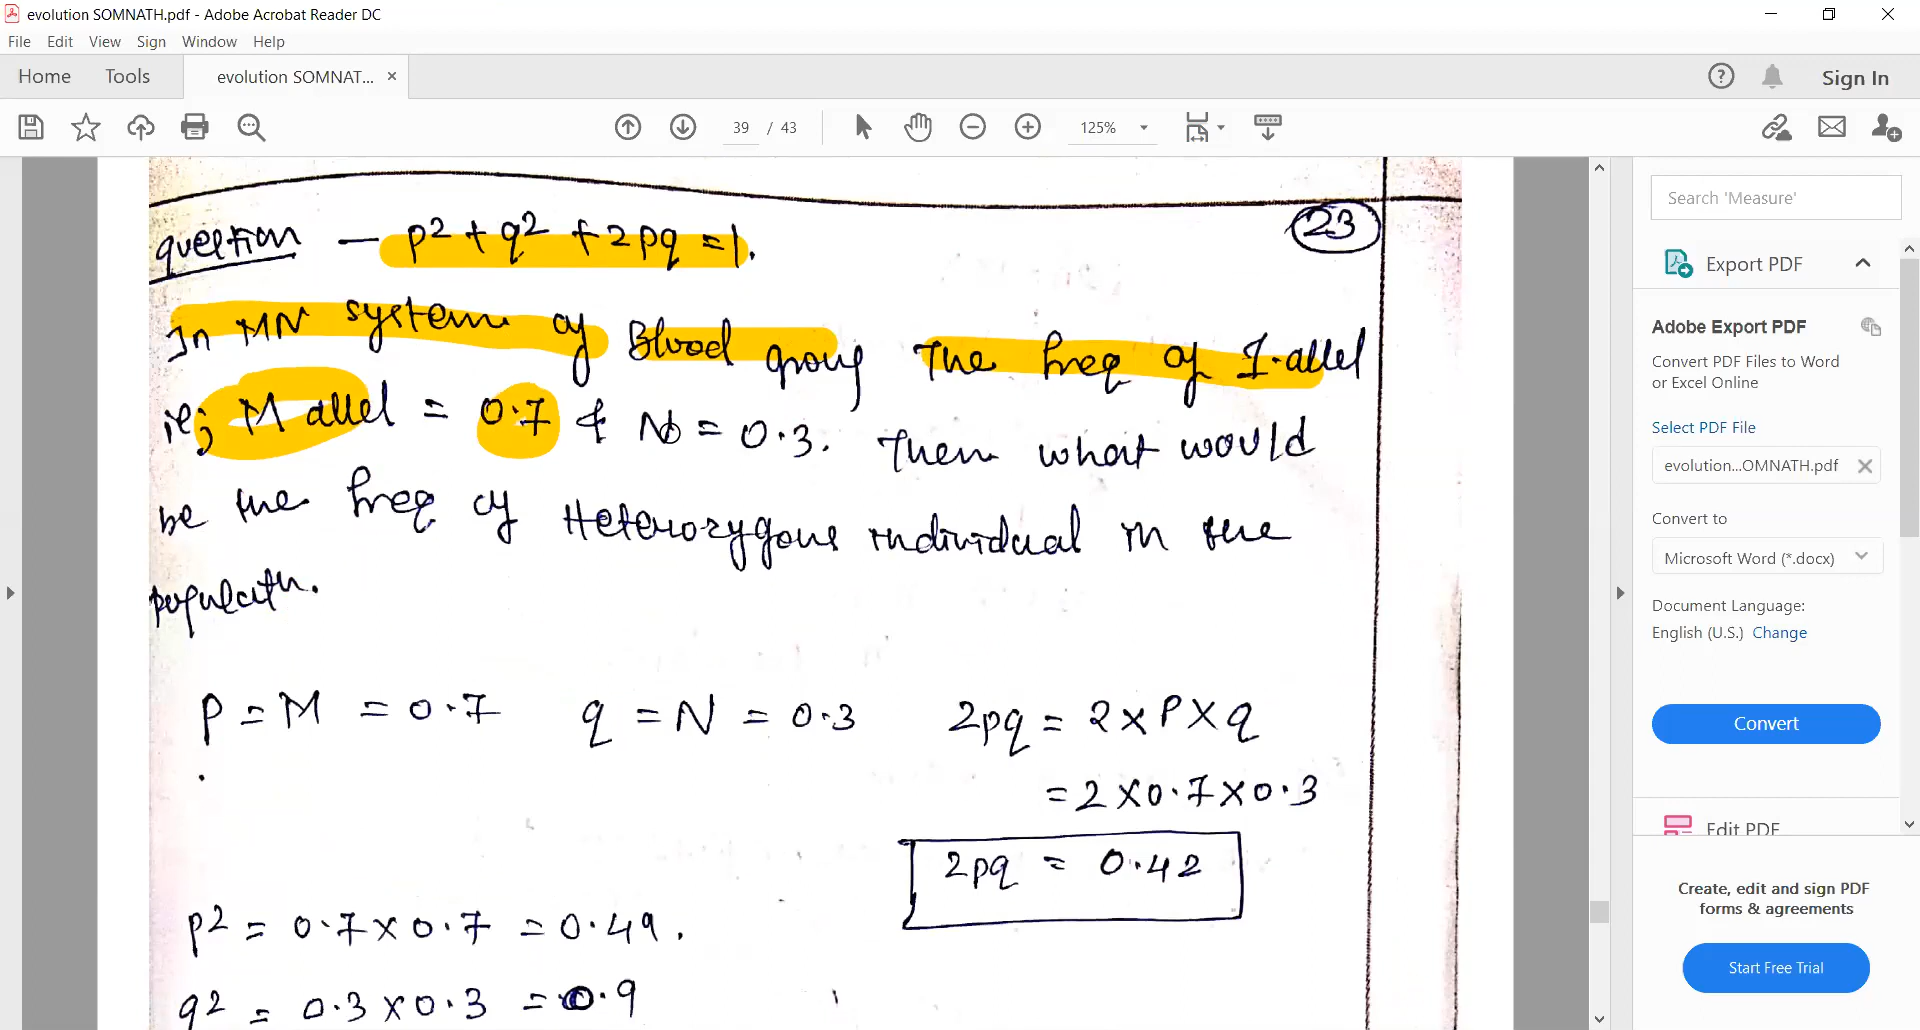 evolution SOMNATH.pdf - Adobe Acrobat Reader DC
File Edit View Sign Window Help
Home Tools evolution SOMNAT... × Sign In
39 / 43 125%
Search 'Measure'
question — p² + q² + 2pq = 1. 23
In MN system of Blood group The freq of I-allel
ie; M allel = 0.7 & N = 0.3. Then what would
be the freq of Heterozygous individual in the
P = M = 0.7 q = N = 0.3 2pq = 2 × P × q
= 2 × 0.7 × 0.3
2pq = 0.42
p² = 0.7 × 0.7 = 0.49.
q² = 0.3 × 0.3 = 0.9
Export PDF
Adobe Export PDF
Convert PDF Files to Word
or Excel Online
Select PDF File
evolution...OMNATH.pdf ×
Convert to
Microsoft Word (*.docx)
Document Language:
English (U.S.) Change
Convert
Edit PDF
Create, edit and sign PDF
forms & agreements
Start Free Trial